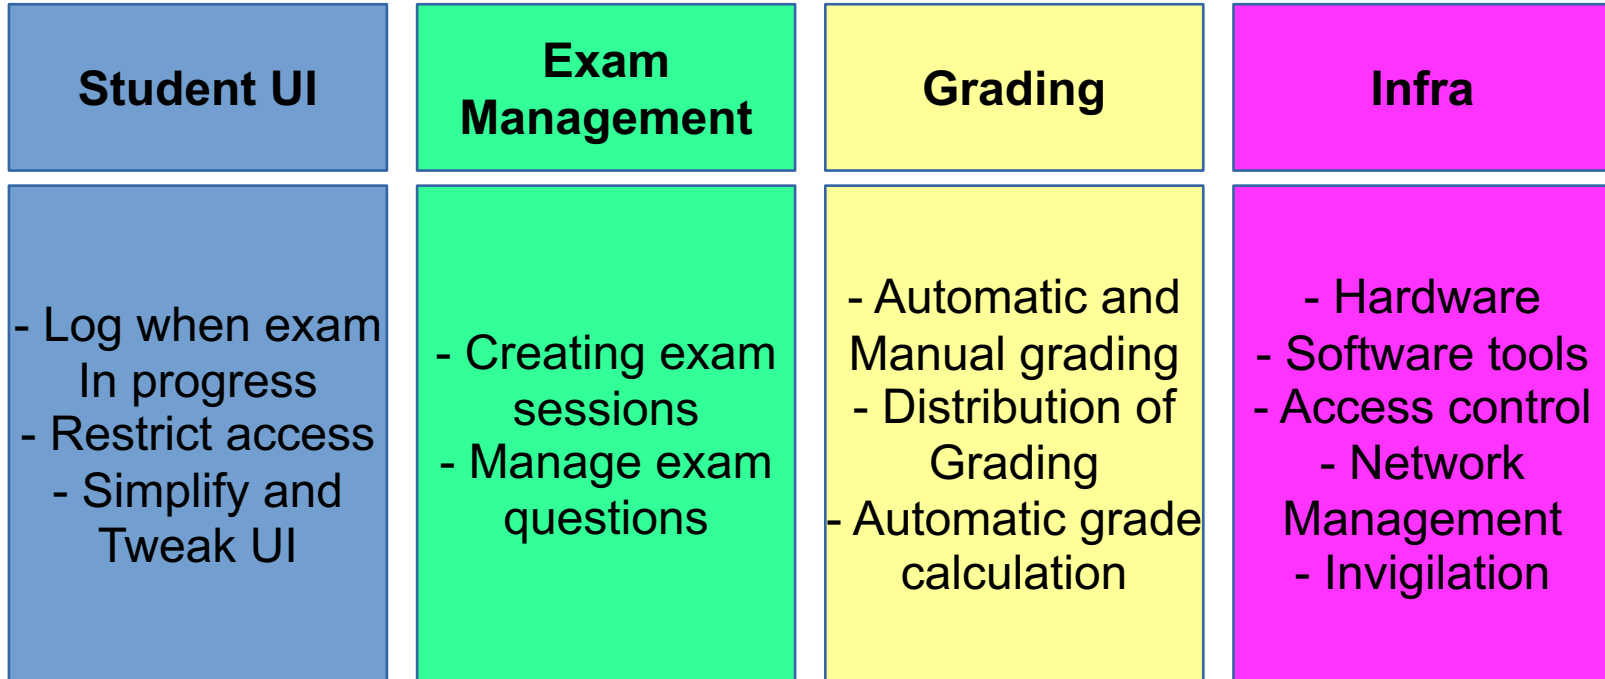 Student UI
Exam
Management
Grading
Infra
- Log when exam
In progress
- Restrict access
- Simplify and
Tweak UI
- Creating exam
sessions
- Manage exam
questions
- Automatic and
Manual grading
- Distribution of
Grading
- Automatic grade
calculation
- Hardware
- Software tools
- Access control
- Network
Management
- Invigilation